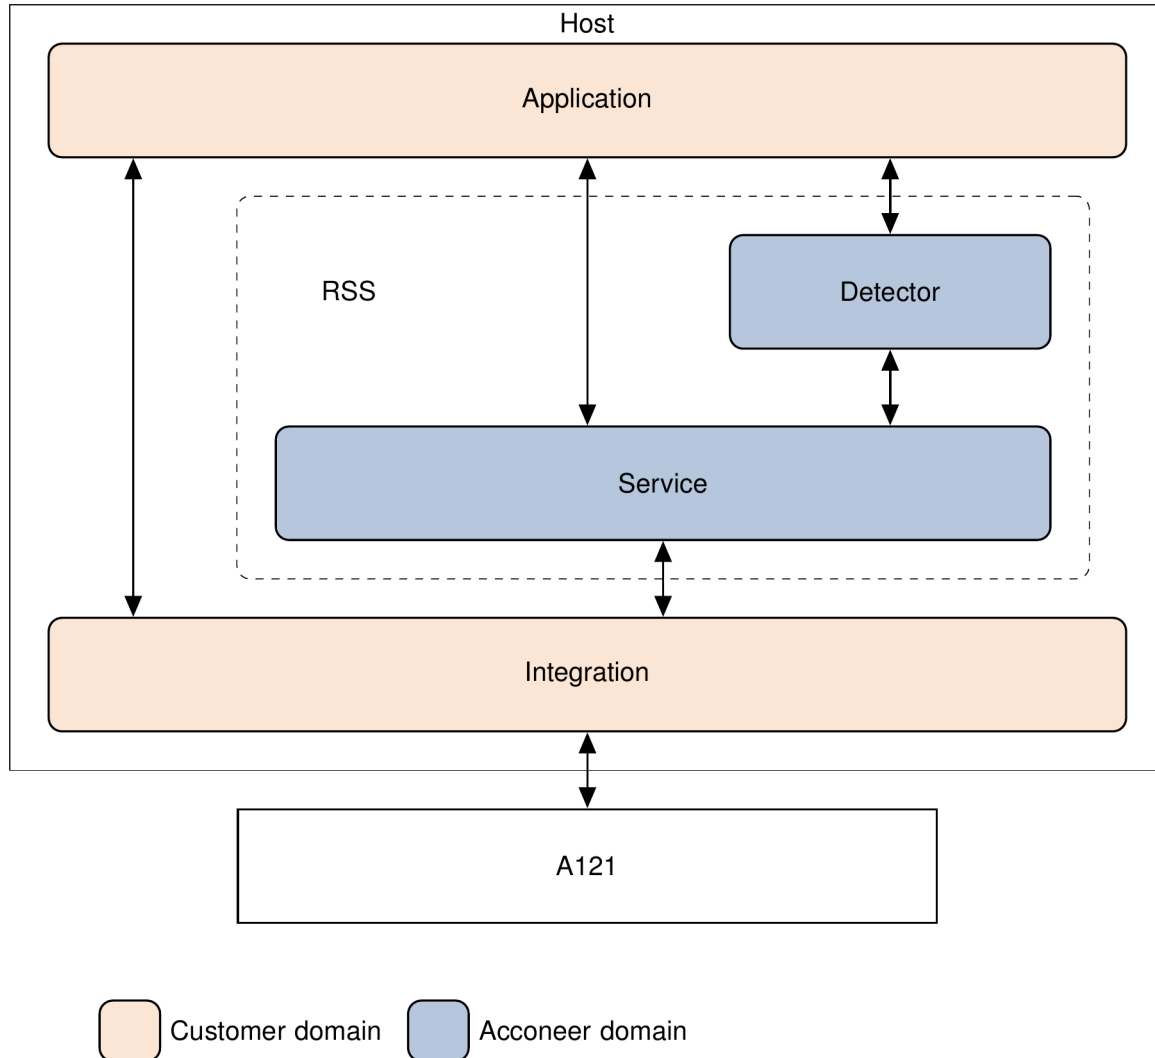 Host
Application
RSS
Detector
Service
Integration
A121
Customer domain
Acconeer domain